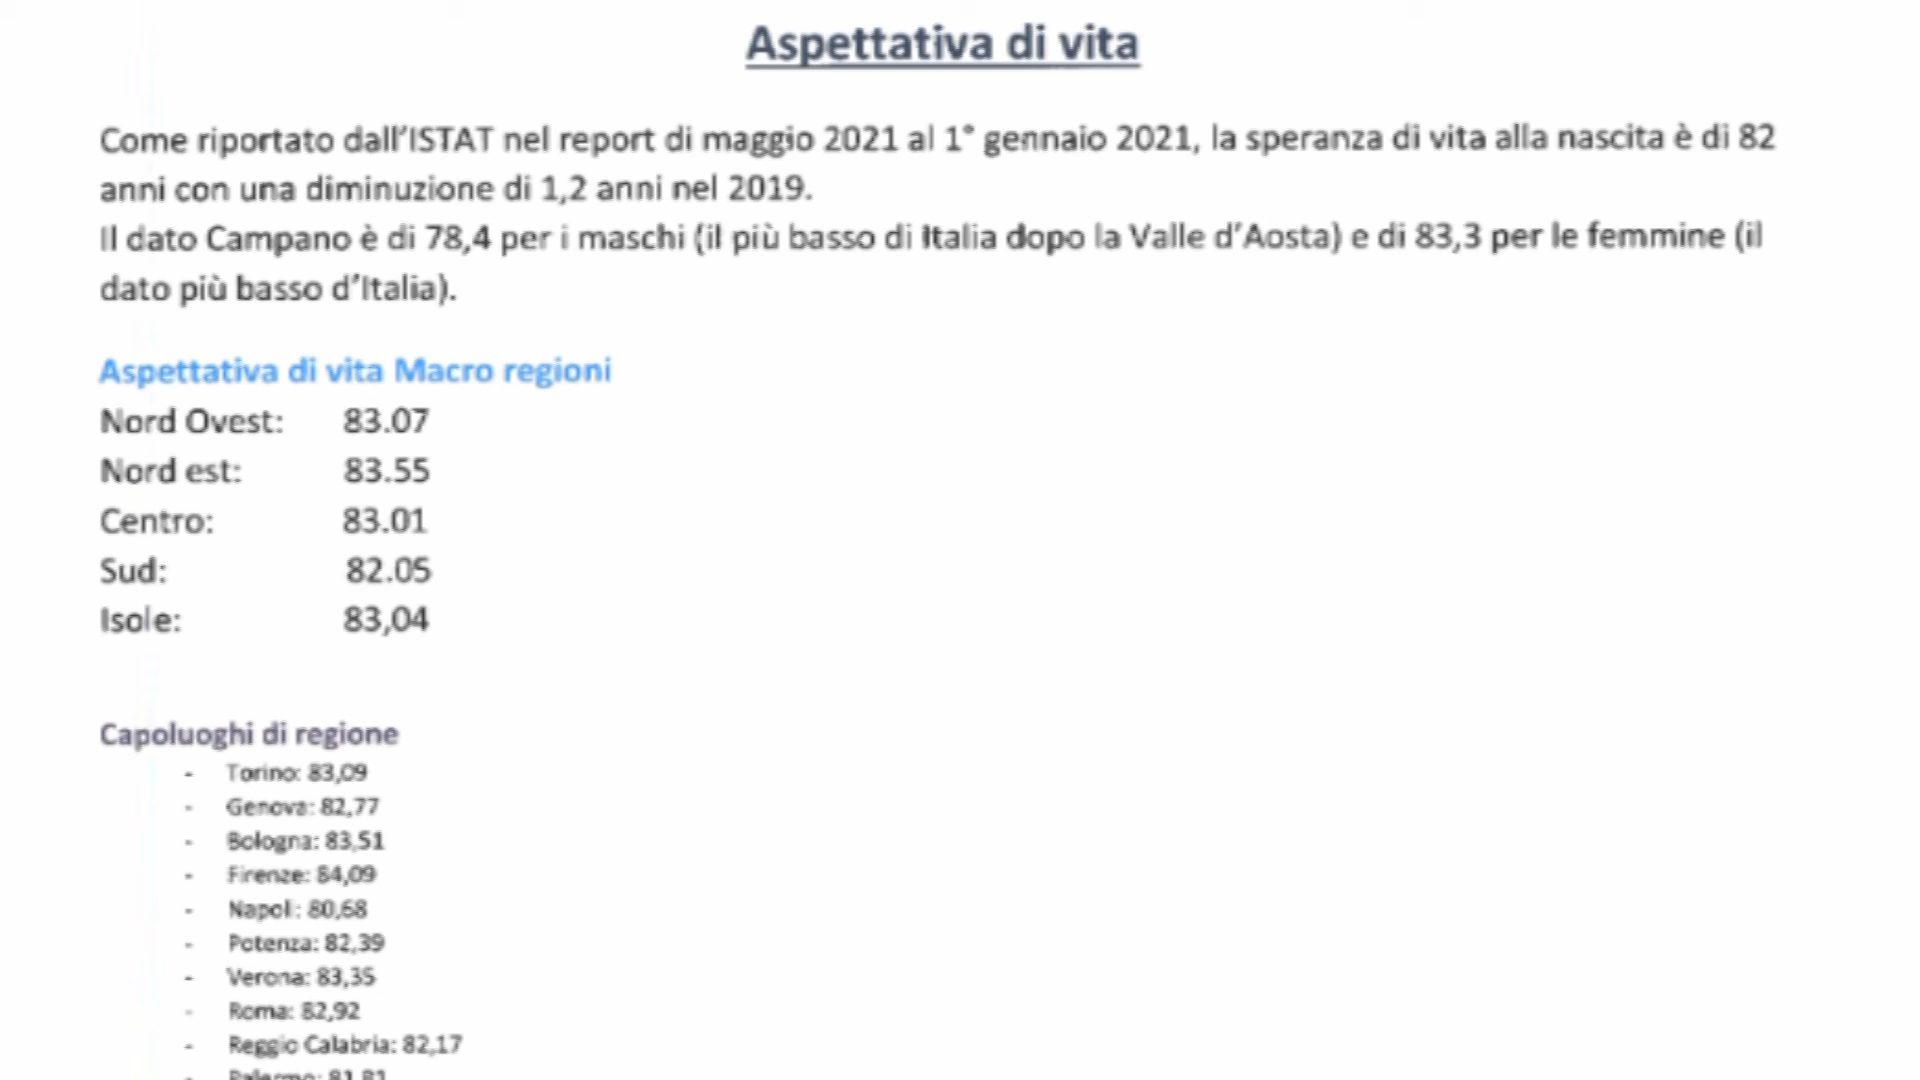 Aspettativa di vita
Come riportato dall'ISTAT nel report di maggio 2021 al 1° gennaio 2021, la speranza di vita alla nascita è di 82
anni con una diminuzione di 1,2 anni nel 2019.
Il dato Campano è di 78,4 per i maschi (il più basso di Italia dopo la Valle d'Aosta) e di 83,3 per le femmine (il
dato più basso d'Italia).
Aspettativa di vita Macro regioni
Nord Ovest: 83.07
Nord est: 83.55
Centro: 83.01
Sud: 82.05
Isole: 83,04
Capoluoghi di regione
- Torino: 83,09
- Genova: 82,77
- Bologna: 83,51
- Firenze: 84,09
- Napoli: 80,68
- Potenza: 82,39
- Verona: 83,35
- Roma: 82,92
- Reggio Calabria: 82,17
- Palermo: 81,81